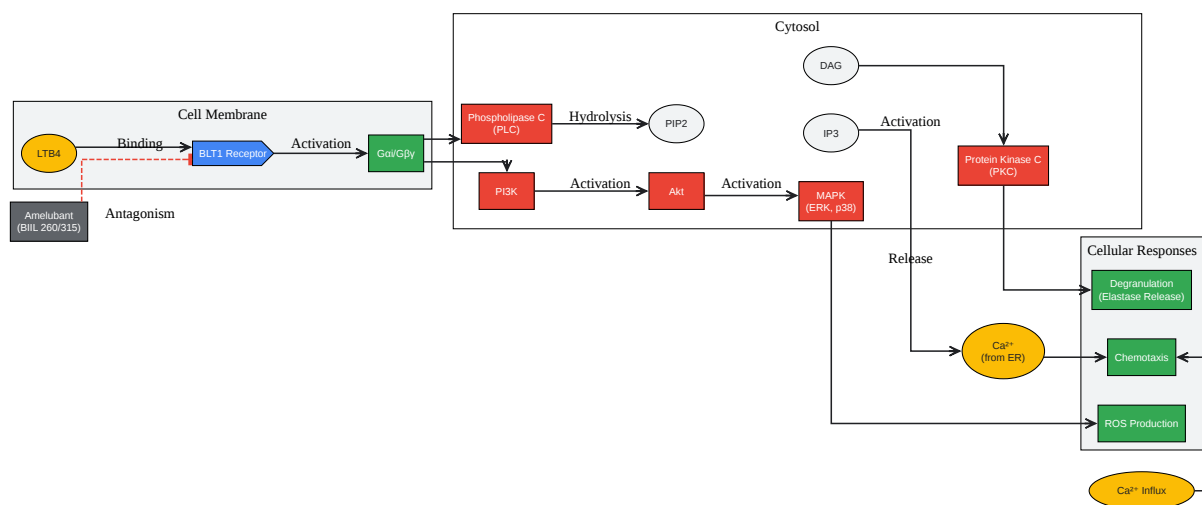 Cytosol
DAG
Cell Membrane
Phospholipase C
(PLC)
Hydrolysis
PIP2
IP3
Activation
LTB4
Binding
BLT1 Receptor
Activation
Gαi/Gβγ
Protein Kinase C
(PKC)
PI3K
Activation
Akt
Activation
MAPK
(ERK, p38)
Amelubant
(BIIL 260/315)
Antagonism
Release
Cellular Responses
Degranulation
(Elastase Release)
Ca²⁺
(from ER)
Chemotaxis
ROS Production
Ca²⁺ Influx